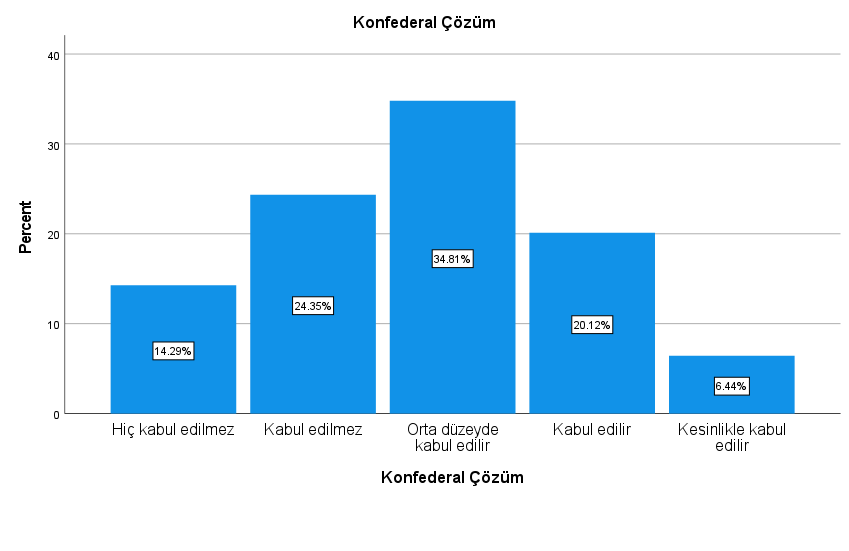 Konfederal Çözüm
40
30
20
10
0
Percent
14.29%
24.35%
34.81%
20.12%
6.44%
Hiç kabul edilmez
Kabul edilmez
Orta düzeyde
kabul edilir
Kabul edilir
Kesinlikle kabul
edilir
Konfederal Çözüm